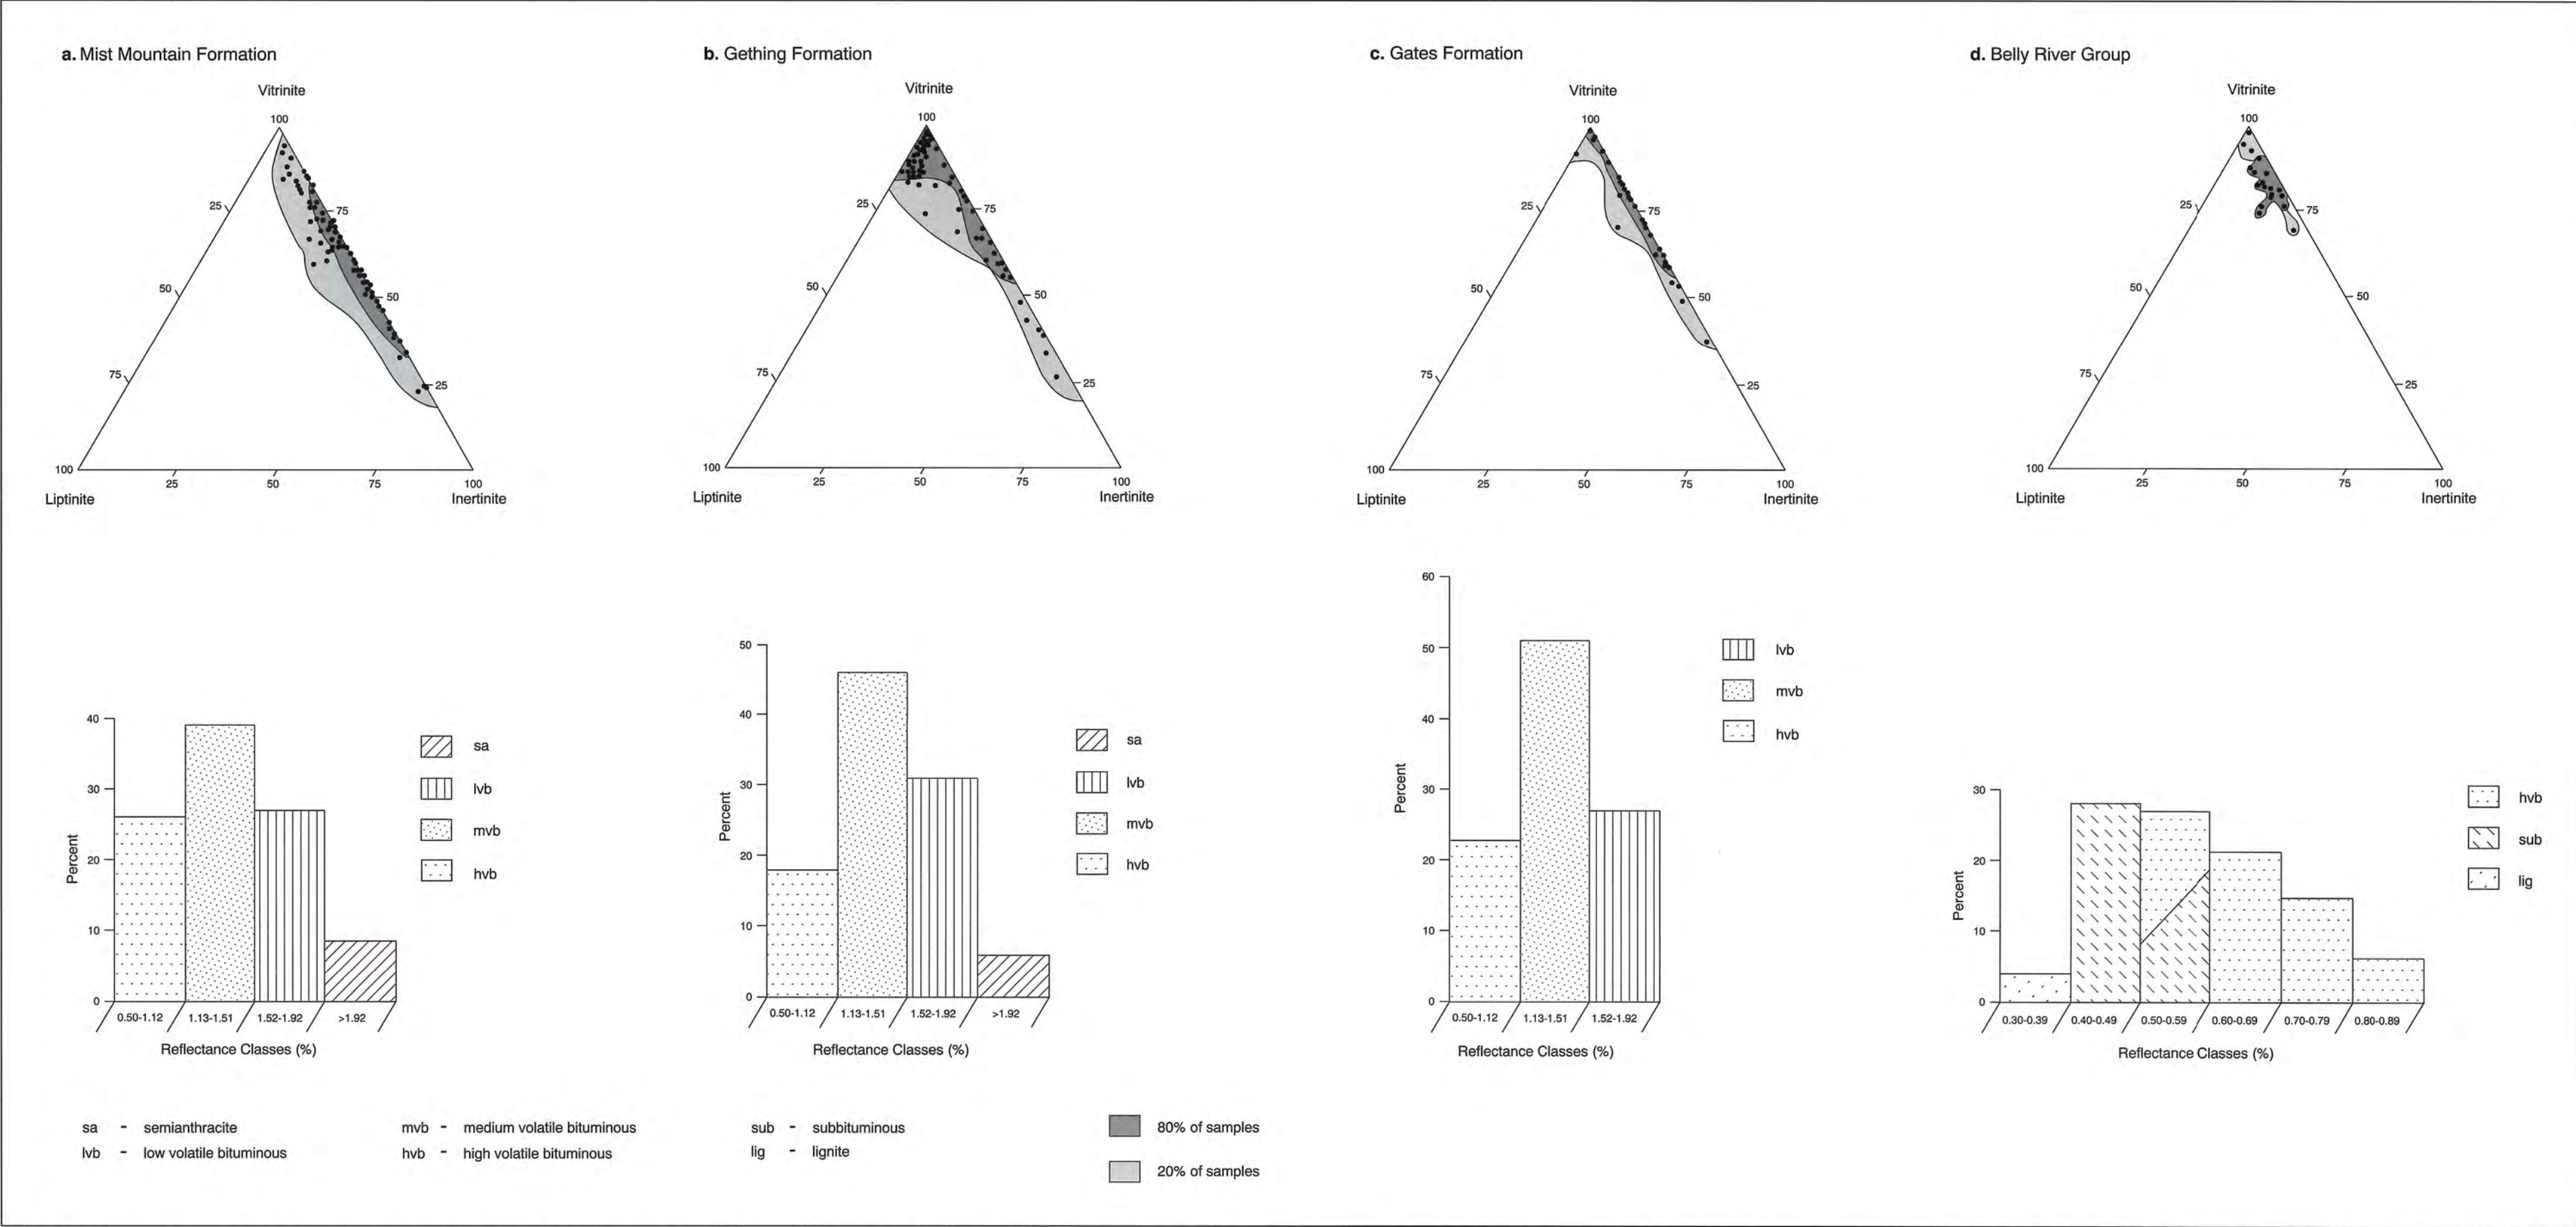 a. Mist Mountain Formation
Vitrinite
100
25
75
50
50
75
25
100
25
50
75
100
Liptinite
Inertinite
b. Gething Formation
Vitrinite
100
25
75
50
50
75
25
100
25
50
75
100
Liptinite
Inertinite
c. Gates Formation
Vitrinite
100
25
75
50
50
75
25
100
25
50
75
100
Liptinite
Inertinite
d. Belly River Group
Vitrinite
100
25
75
50
50
75
25
100
25
50
75
100
Liptinite
Inertinite
40
30
20
10
0
Percent
0.50-1.12
1.13-1.51
1.52-1.92
>1.92
Reflectance Classes (%)
sa
lvb
mvb
hvb
50
40
30
20
10
0
Percent
0.50-1.12
1.13-1.51
1.52-1.92
>1.92
Reflectance Classes (%)
sa
lvb
mvb
hvb
60
50
40
30
20
10
0
Percent
0.50-1.12
1.13-1.51
1.52-1.92
Reflectance Classes (%)
lvb
mvb
hvb
30
20
10
0
Percent
0.30-0.39
0.40-0.49
0.50-0.59
0.60-0.69
0.70-0.79
0.80-0.89
Reflectance Classes (%)
hvb
sub
lig
sa - semianthracite
lvb - low volatile bituminous
mvb - medium volatile bituminous
hvb - high volatile bituminous
sub - subbituminous
lig - lignite
80% of samples
20% of samples